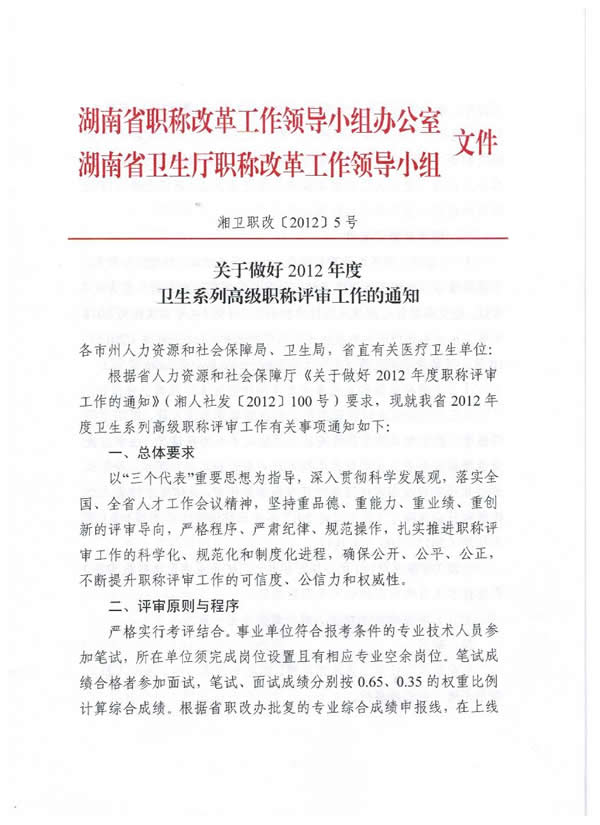 湖南省职称改革工作领导小组办公室
湖南省卫生厅职称改革工作领导小组
文件
湘卫职改〔2012〕5号
关于做好 2012 年度
卫生系列高级职称评审工作的通知
各市州人力资源和社会保障局、卫生局，省直有关医疗卫生单位：
根据省人力资源和社会保障厅《关于做好 2012 年度职称评审
工作的通知》（湘人社发〔2012〕100 号）要求，现就我省 2012 年
度卫生系列高级职称评审工作有关事项通知如下：
一、总体要求
以“三个代表”重要思想为指导，深入贯彻科学发展观，落实全
国、全省人才工作会议精神，坚持重品德、重能力、重业绩、重创
新的评审导向，严格程序、严肃纪律、规范操作，扎实推进职称评
审工作的科学化、规范化和制度化进程，确保公开、公平、公正，
不断提升职称评审工作的可信度、公信力和权威性。
二、评审原则与程序
严格实行考评结合。事业单位符合报考条件的专业技术人员参
加笔试，所在单位须完成岗位设置且有相应专业空余岗位。笔试成
绩合格者参加面试，笔试、面试成绩分别按 0.65、0.35 的权重比例
计算综合成绩。根据省职改办批复的专业综合成绩申报线，在上线